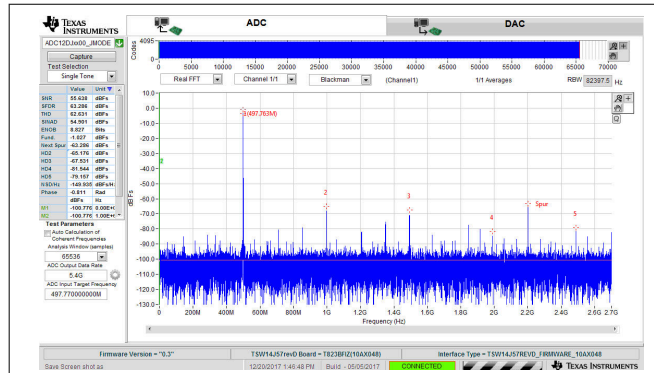 TEXAS INSTRUMENTS
ADC
DAC
ADC12DJxx00_JMODE
Capture
Test Selection
Single Tone
Value Unit
SNR 55.638 dBFs
SFDR 63.286 dBFs
THD 62.631 dBFs
SINAD 54.901 dBFs
ENOB 8.827 Bits
Fund. -1.027 dBFs
Next Spur -63.286 dBFs
HD2 -65.176 dBFs
HD3 -67.931 dBFs
HD4 -81.544 dBFs
HD5 -79.157 dBFs
NSD/Hz -149.935 dBFs/H
Phase -0.811 Rad
dBFs Hz
M1 -100.776 0.00E+
M2 -100.776 1.00E+
Test Parameters
Auto Calculation of
Coherent Frequencies
Analysis Window (samples)
65536
ADC Output Data Rate
5.4G
ADC Input Target Frequency
497.770000000M
Codes
4095
0
0 5000 10000 15000 20000 25000 30000 35000 40000 45000 50000 55000 60000 65000 70000
Real FFT
Channel 1/1
Blackman
(Channel1)
1/1 Averages
RBW 82397.5 Hz
dBFs
10.0
0.0
-10.0
-20.0
-30.0
-40.0
-50.0
-60.0
-70.0
-80.0
-90.0
-100.0
-110.0
-120.0
-130.0
(497.763M)
2
3
4
Spur
5
0 200M 400M 600M 800M 1G 1.2G 1.4G 1.6G 1.8G 2G 2.2G 2.4G 2.6G 2.7G
Frequency (Hz)
Firmware Version = "0.3"
TSW14J57revD Board = T823BFIZ(10AX048)
Interface Type = TSW14J57REVD_FIRMWARE_10AX048
Save Screen shot as
12/20/2017 1:46:48 PM
Build - 05/05/2017
CONNECTED
TEXAS INSTRUMENTS